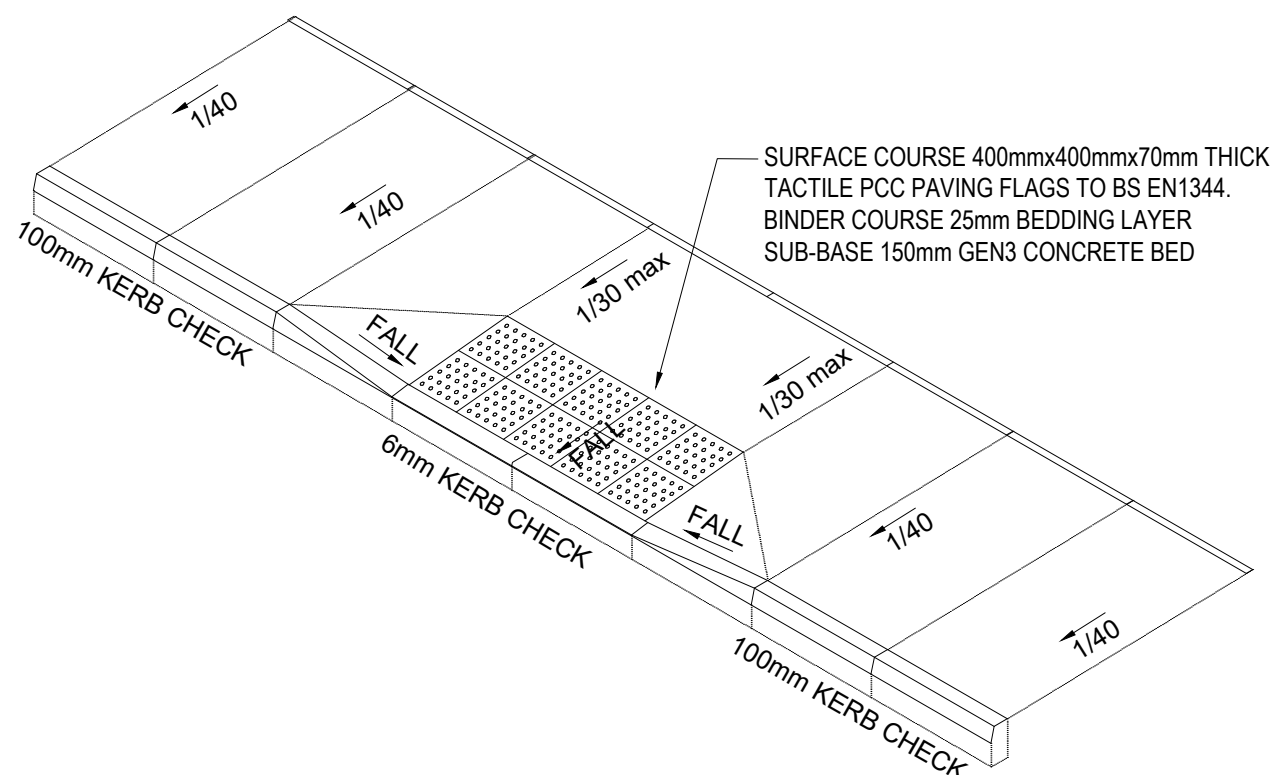 1/40
1/40
1/30 max
1/30 max
1/40
1/40
SURFACE COURSE 400mmx400mmx70mm THICK
TACTILE PCC PAVING FLAGS TO BS EN1344.
BINDER COURSE 25mm BEDDING LAYER
SUB-BASE 150mm GEN3 CONCRETE BED
FALL
FALL
FALL
100mm KERB CHECK
6mm KERB CHECK
100mm KERB CHECK